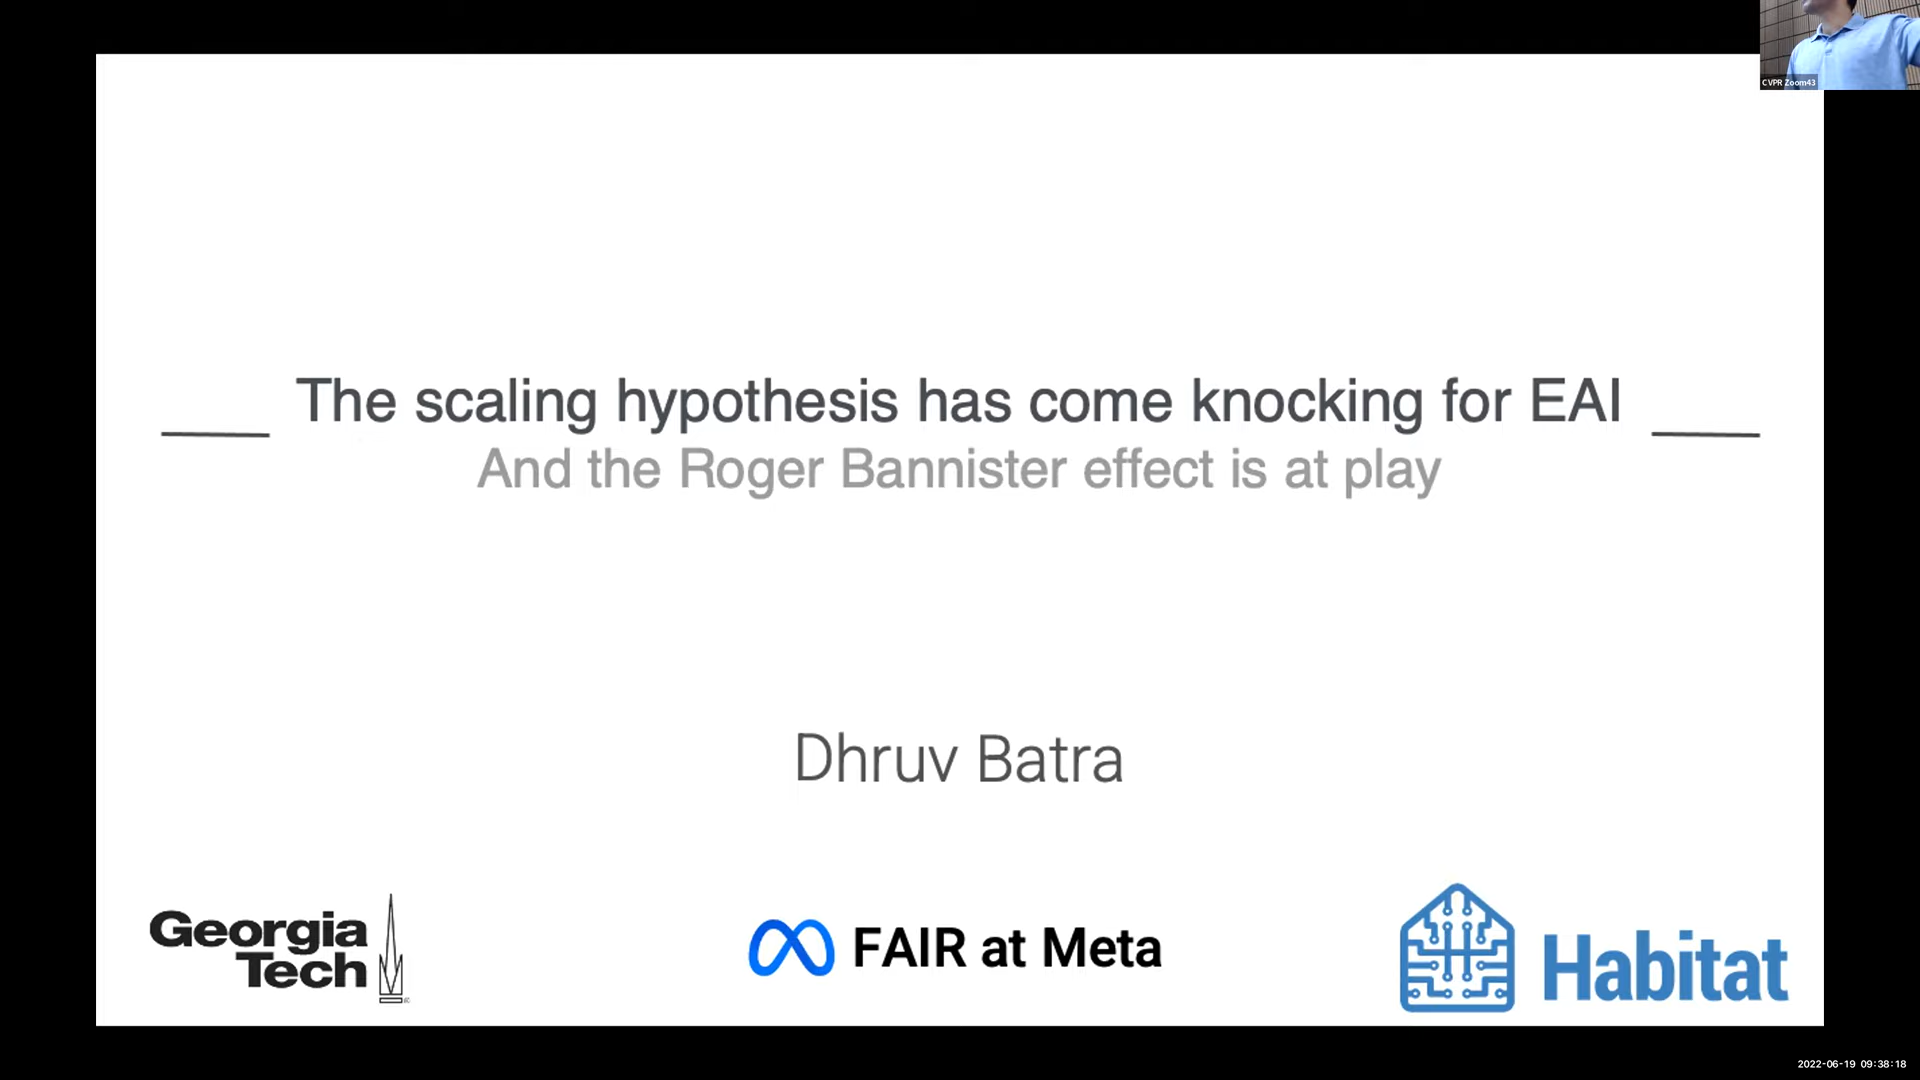 CVPR Zoom43
The scaling hypothesis has come knocking for EAI
And the Roger Bannister effect is at play
Dhruv Batra
Georgia
Tech
FAIR at Meta
Habitat
2022-06-19 09:38:18